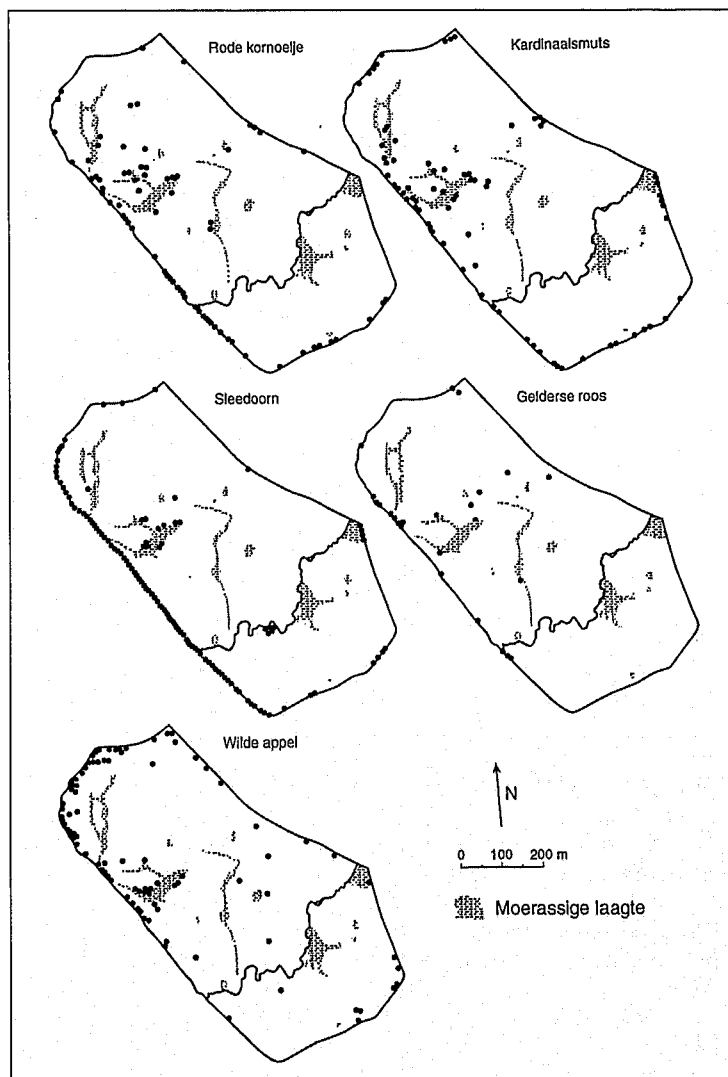 Rode kornoelje
Kardinaalsmuts
Sleedoorn
Gelderse roos
Wilde appel
N
0 100 200 m
Moerassige laagte